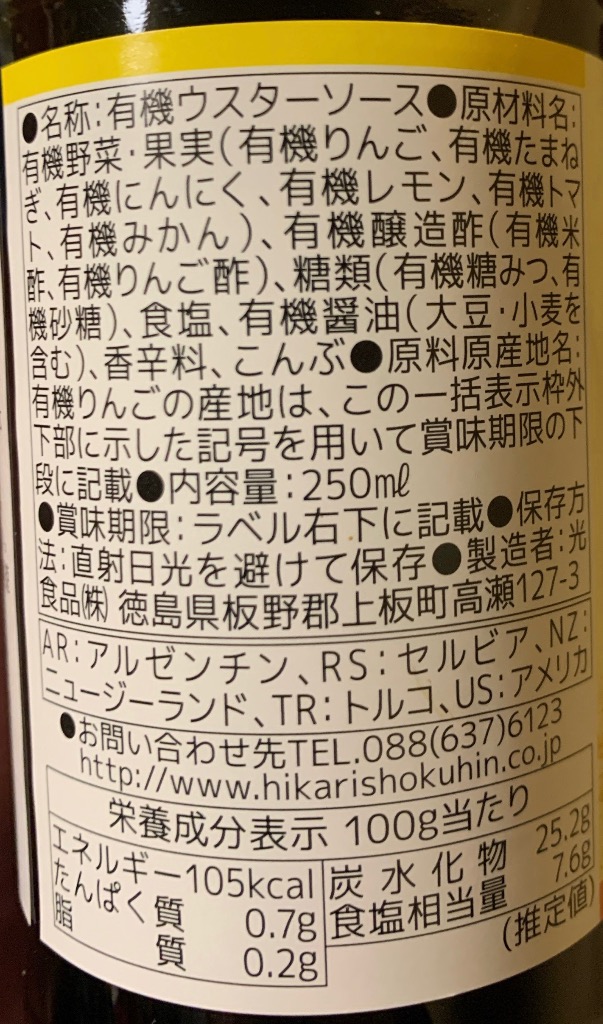 ●名称:有機ウスターソース●原材料名:
有機野菜・果実(有機りんご、有機たまね
ぎ、有機にんにく、有機レモン、有機トマ
ト、有機みかん)、有機醸造酢(有機米
酢、有機りんご酢)、糖類(有機糖みつ、有
機砂糖)、食塩、有機醤油(大豆・小麦を
含む)、香辛料、こんぶ●原料原産地名:
有機りんごの産地は、この一括表示枠外
下部に示した記号を用いて賞味期限の下
段に記載●内容量:250㎖
●賞味期限:ラベル右下に記載●保存方
法:直射日光を避けて保存●製造者:光
食品㈱ 徳島県板野郡上板町高瀬127-3
AR:アルゼンチン、RS:セルビア、NZ:
ニュージーランド、TR:トルコ、US:アメリカ
●お問い合わせ先TEL.088(637)6123
http://www.hikarishokuhin.co.jp
栄養成分表示 100g当たり
エネルギー105kcal
たんぱく質 0.7g
脂質 0.2g
炭水化物 25.2g
食塩相当量 7.6g
(推定値)